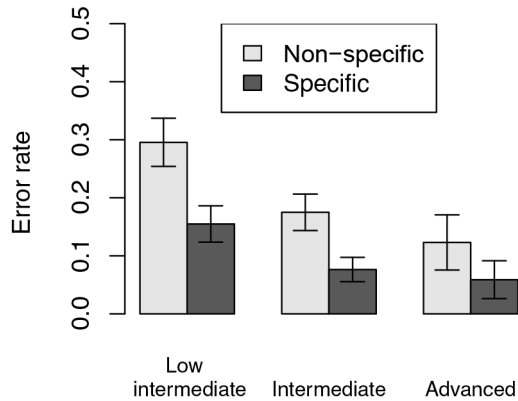 0.5
0.4
0.3
0.2
0.1
0.0
Error rate
Non-specific
Specific
Low
intermediate
Intermediate
Advanced